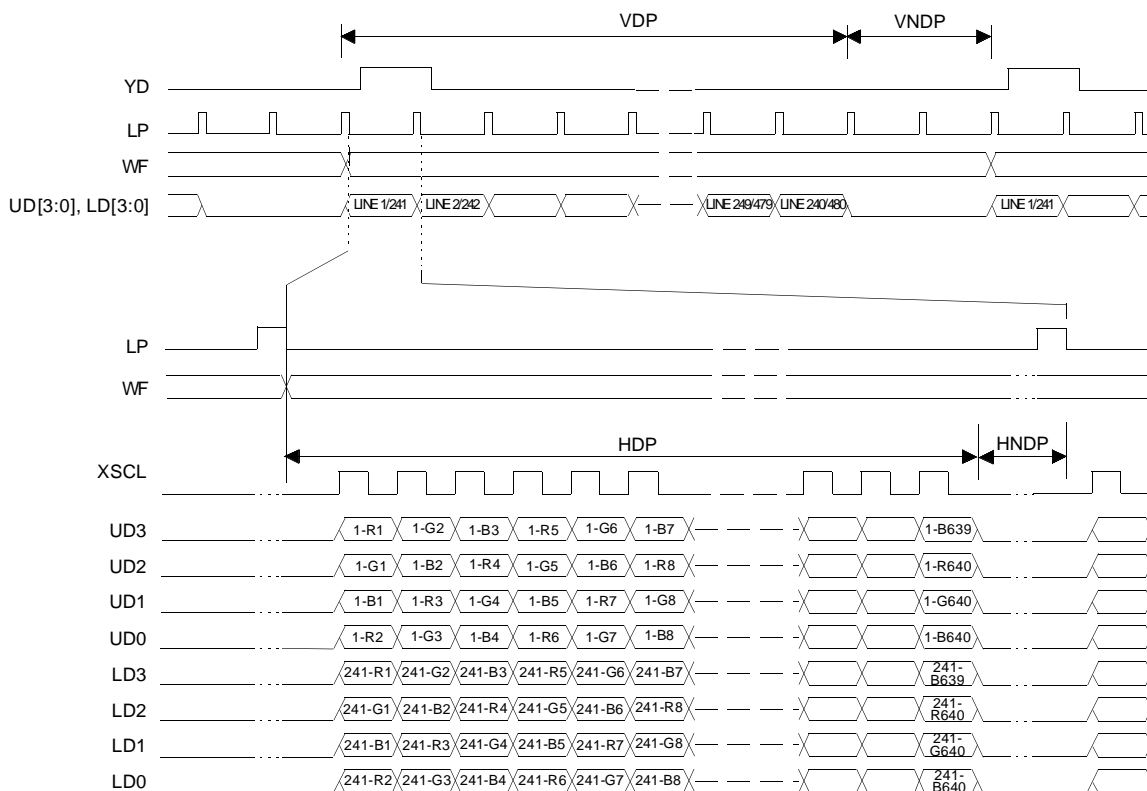 VDP VNDP
YD
LP
WF
UD[3:0], LD[3:0] LINE 1/241 LINE 2/242 LINE 249/479 LINE 240/480 LINE 1/241
LP
WF
HDP HNDP
XSCL
UD3 1-R1 1-G2 1-B3 1-R5 1-G6 1-B7 1-B639
UD2 1-G1 1-B2 1-R4 1-G5 1-B6 1-R8 1-R640
UD1 1-B1 1-R3 1-G4 1-B5 1-R7 1-G8 1-G640
UD0 1-R2 1-G3 1-B4 1-R6 1-G7 1-B8 1-B640
LD3 241-R1 241-G2 241-B3 241-R5 241-G6 241-B7 241-B639
LD2 241-G1 241-B2 241-R4 241-G5 241-B6 241-R8 241-R640
LD1 241-B1 241-R3 241-G4 241-B5 241-R7 241-G8 241-G640
LD0 241-R2 241-G3 241-B4 241-R6 241-G7 241-B8 241-B640